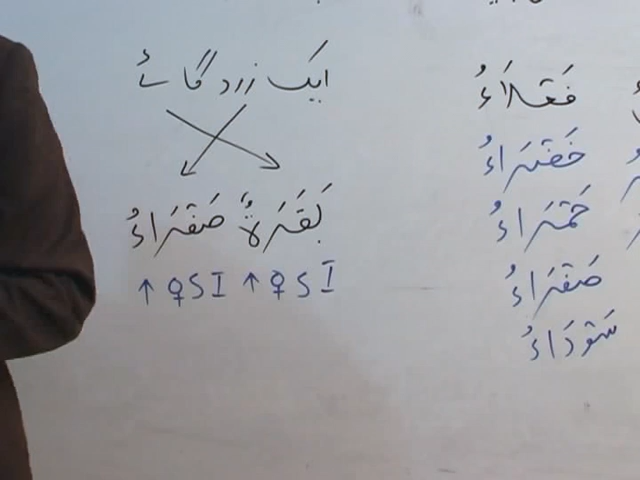 ایک زرد گائے
بَقَرَةٌ صَفْرَاءُ
I S ♀ ↑ I S ♀ ↑
فَعْلَاءُ
خَضْرَاءُ
حَمْرَاءُ
صَفْرَاءُ
سَوْدَاءُ